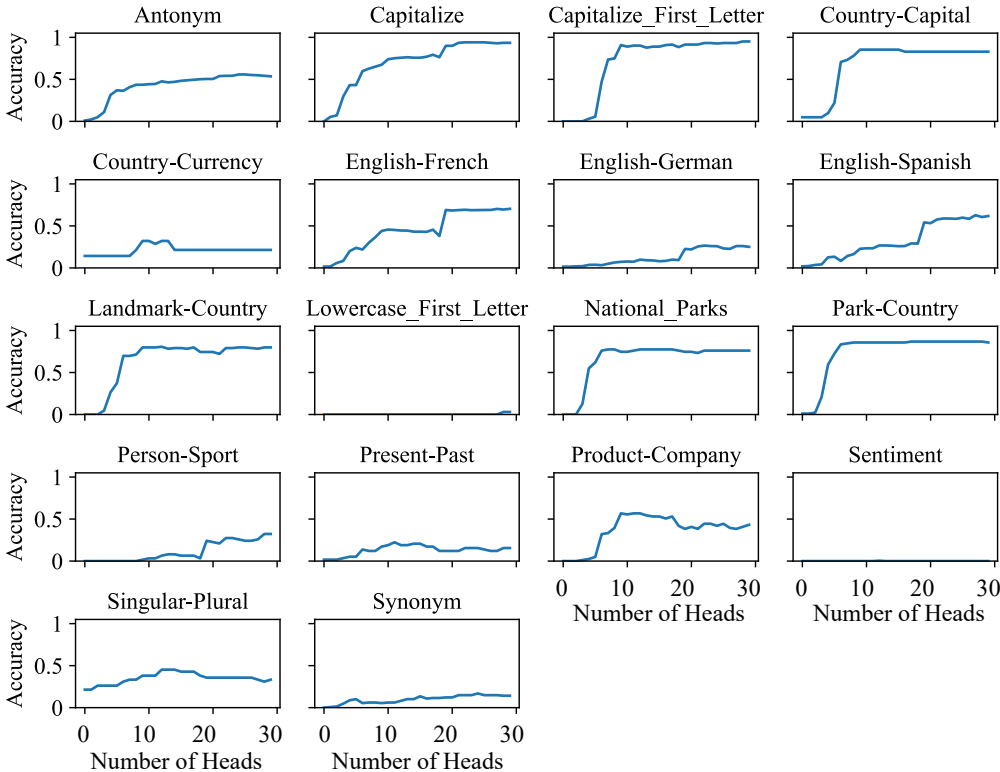 Antonym
Capitalize
Capitalize_First_Letter
Country-Capital
Accuracy
1
0.5
0
Country-Currency
English-French
English-German
English-Spanish
Accuracy
1
0.5
0
Landmark-Country
Lowercase_First_Letter
National_Parks
Park-Country
Accuracy
1
0.5
0
Person-Sport
Present-Past
Product-Company
Sentiment
Accuracy
1
0.5
0
0 10 20 30
Number of Heads
0 10 20 30
Number of Heads
Singular-Plural
Synonym
Accuracy
1
0.5
0
0 10 20 30
Number of Heads
0 10 20 30
Number of Heads